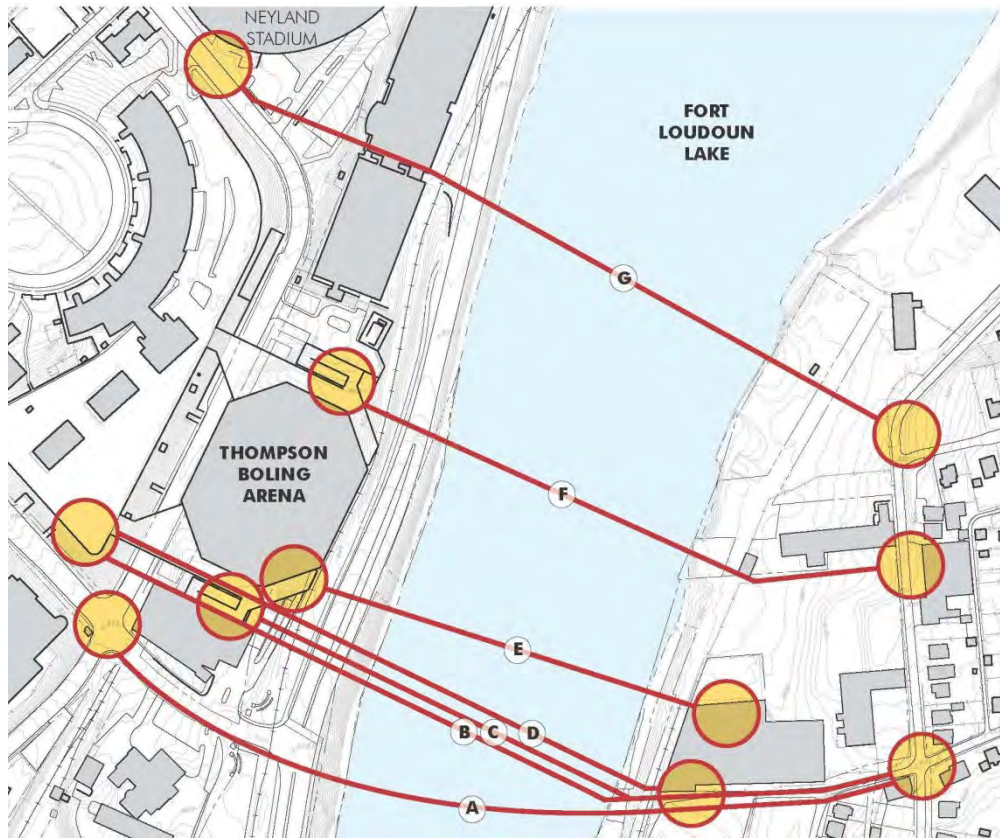 NEYLAND
STADIUM
FORT
LOUDOUN
LAKE
G
THOMPSON
BOLING
ARENA
F
E
B
C
D
A